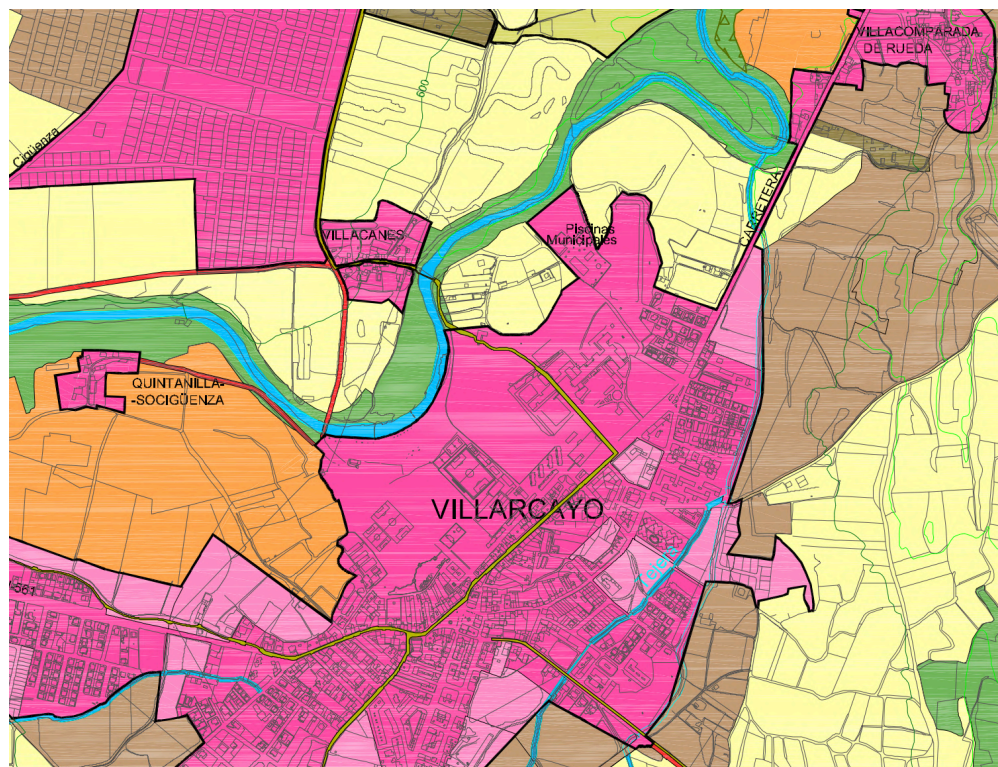 VILLACOMPARADA
DE RUEDA
600
Cigüenza
CARRETERA
VILLACANES
Piscinas
Municipales
QUINTANILLA-
-SOCIGÜENZA
VILLARCAYO
561